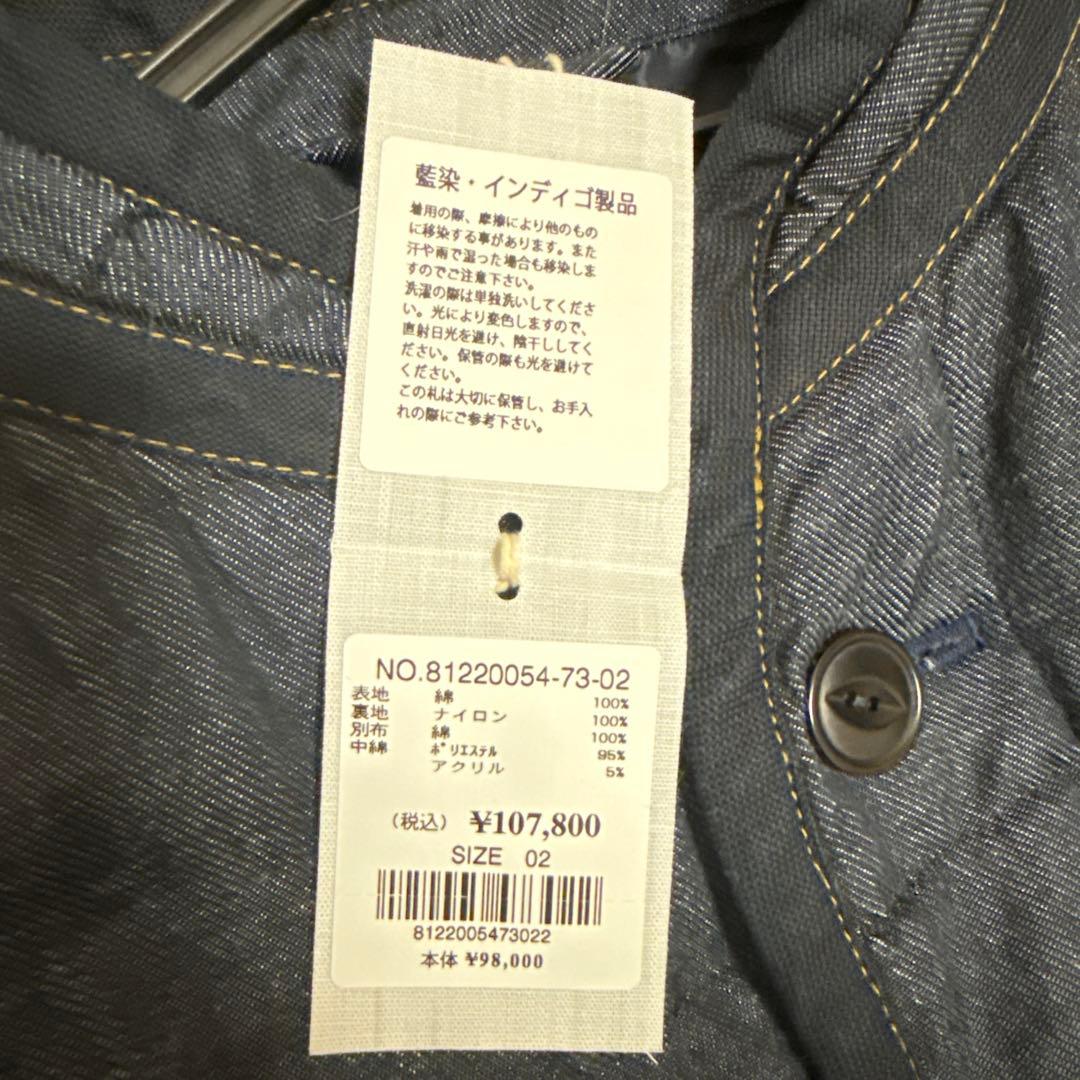 藍染・インディゴ製品
着用の際、摩擦により他のもの
に移染する事があります。また
汗や雨で湿った場合も移染しま
すのでご注意下さい。
洗濯の際は単独洗いしてくださ
い。光により変色しますので、
直射日光を避け、陰干ししてく
ださい。保管の際も光を避けて
ください。
この札は大切に保管し、お手入
れの際にご参考下さい。
NO.81220054-73-02
表地 綿 100%
裏地 ナイロン 100%
別布 綿 100%
中綿 ポリエステル 95%
アクリル 5%
(税込) ¥107,800
SIZE 02
8122005473022
本体 ¥98,000